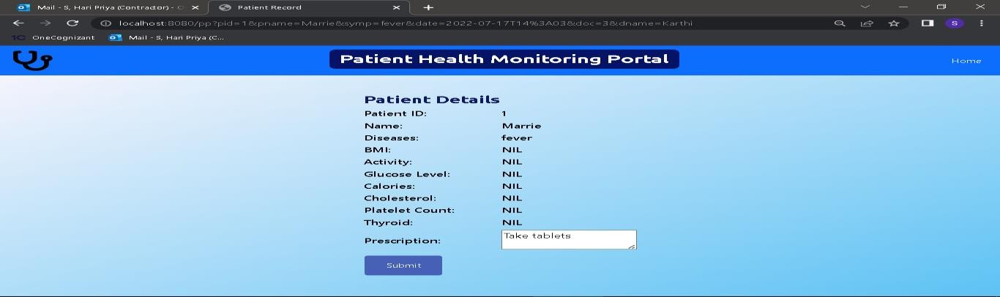 Mail - S, Hari Priya (Contractor) - O
Patient Record
localhost:8080/pp?pid=1&pname=Marrie&symp=fever&date=2022-07-17T14%3A03&doc=3&dname=Karthi
S
1C OneCognizant Mail - S, Hari Priya (C...
Patient Health Monitoring Portal
Home
Patient Details
Patient ID: 1
Name: Marrie
Diseases: fever
BMI: NIL
Activity: NIL
Glucose Level: NIL
Calories: NIL
Cholesterol: NIL
Platelet Count: NIL
Thyroid: NIL
Prescription: Take tablets
Submit